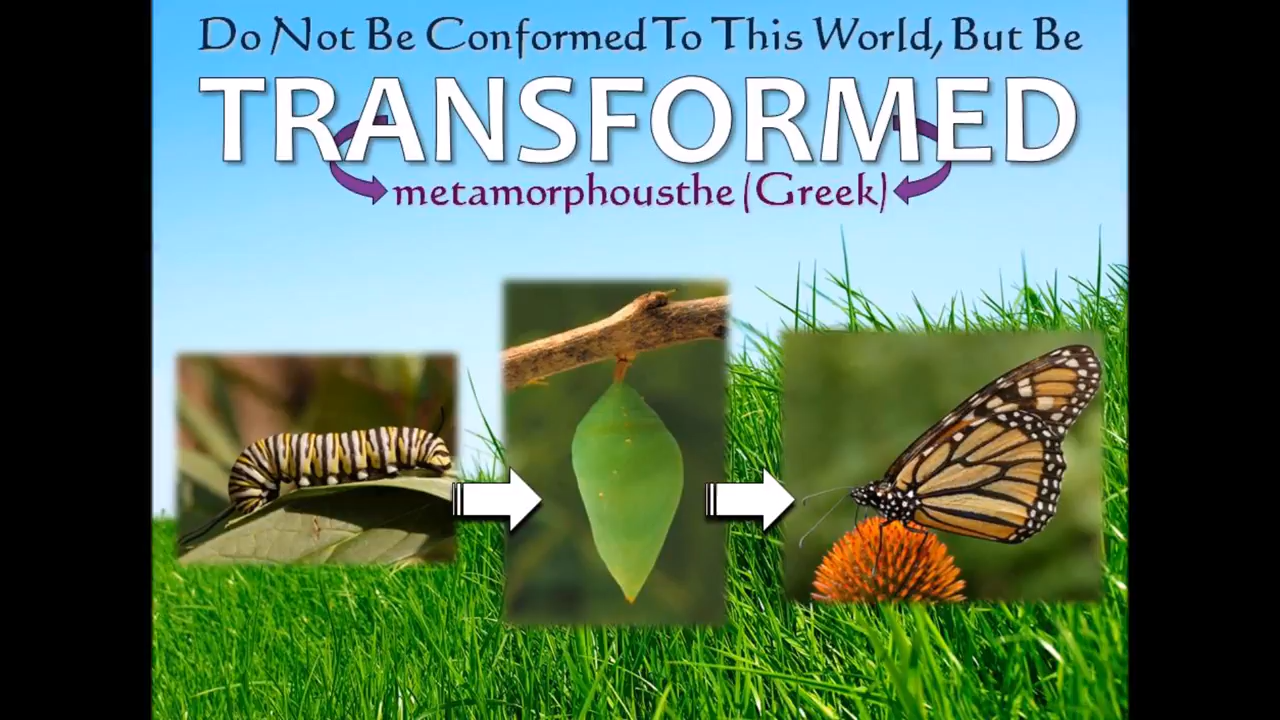 Do Not Be Conformed To This World, But Be
TRANSFORMED
metamorphousthe (Greek)